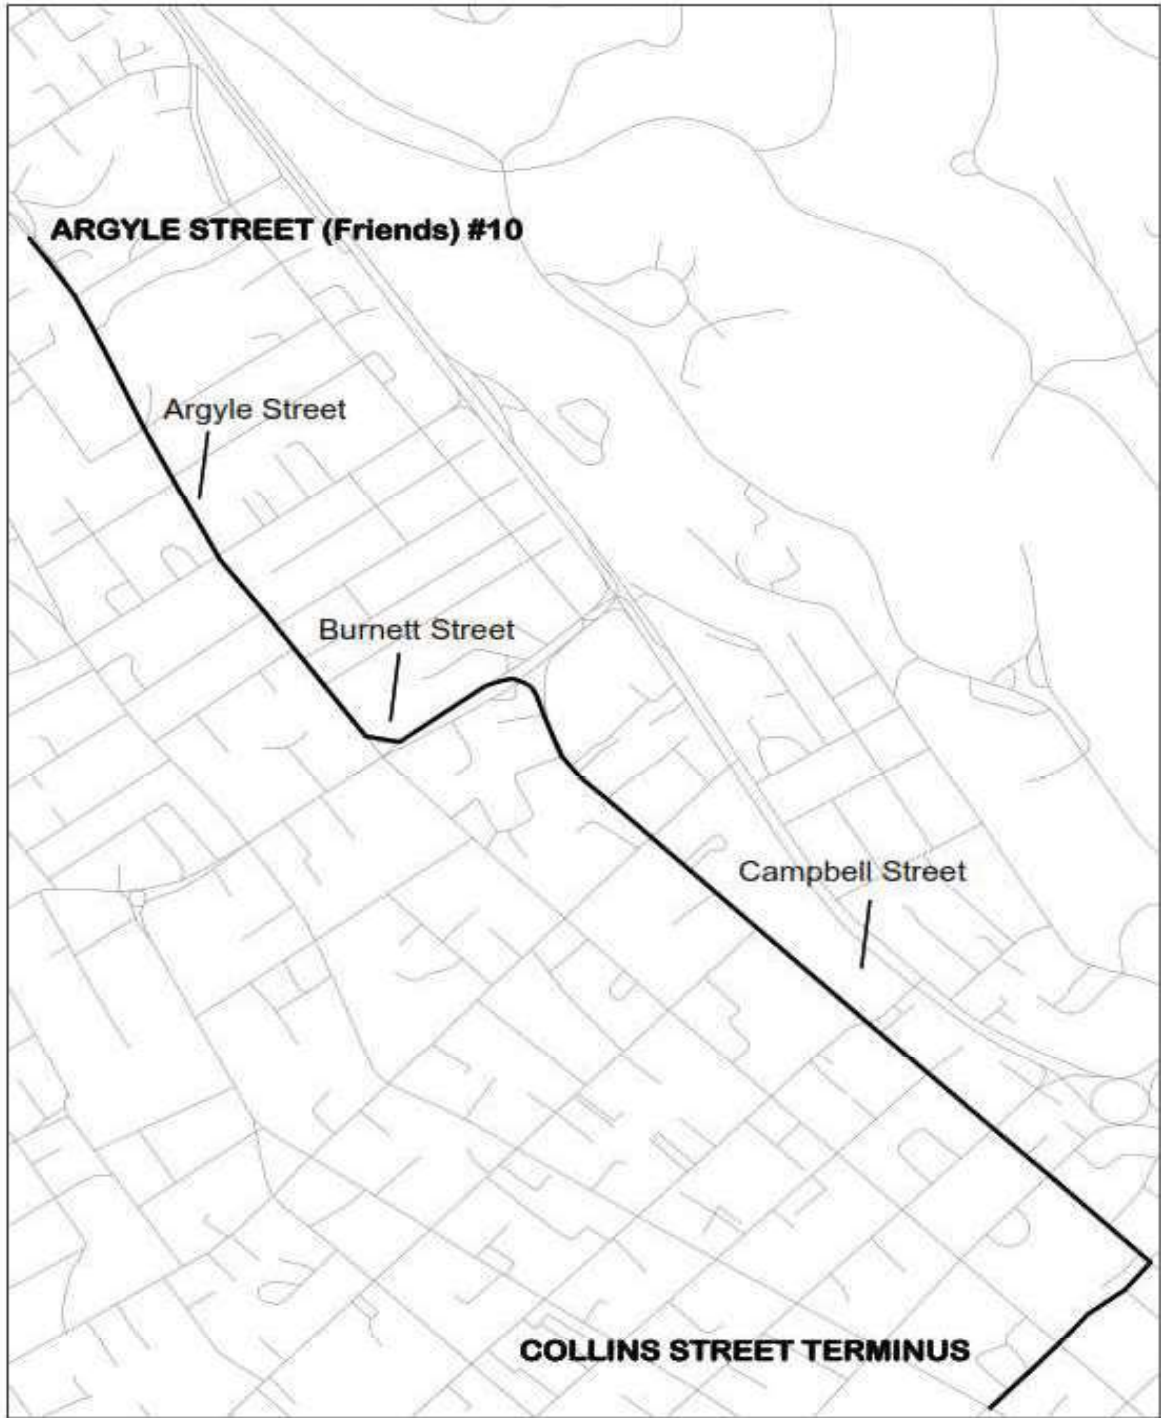 ARGYLE STREET (Friends) #10
Argyle Street
Burnett Street
Campbell Street
COLLINS STREET TERMINUS